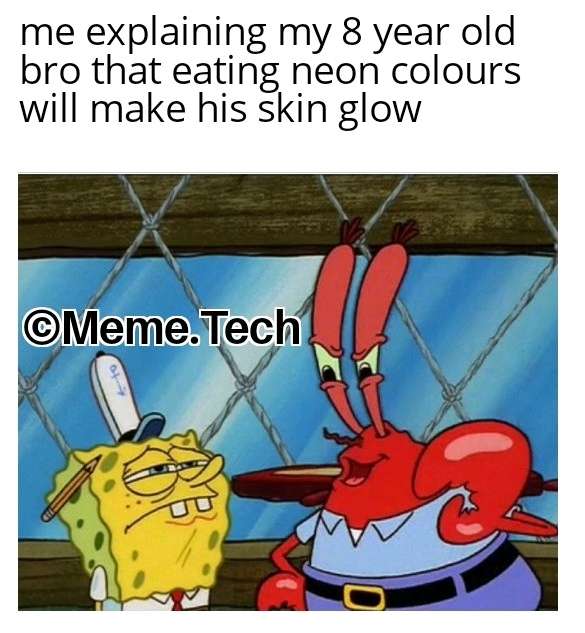 me explaining my 8 year old
bro that eating neon colours
will make his skin glow
©Meme.Tech